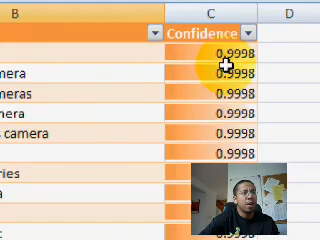 B C D
Confidence
0.9998
mera 0.9998
meras 0.9998
mera 0.9998
s camera 0.9998
0.9998
ries
a